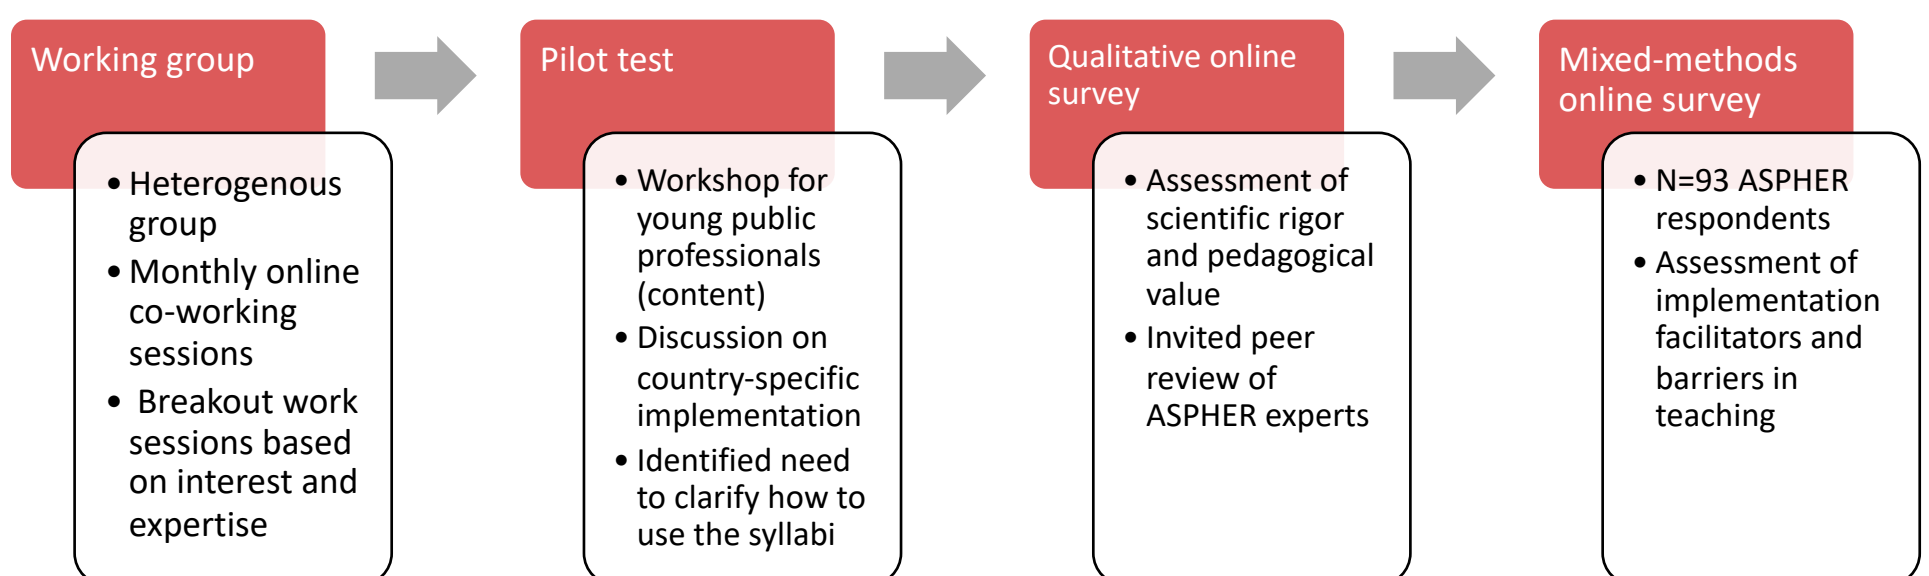 Working group
• Heterogenous
group
• Monthly online
co-working
sessions
• Breakout work
sessions based
on interest and
expertise
Pilot test
• Workshop for
young public
professionals
(content)
• Discussion on
country-specific
implementation
• Identified need
to clarify how to
use the syllabi
Qualitative online
survey
• Assessment of
scientific rigor
and pedagogical
value
• Invited peer
review of
ASPHER experts
Mixed-methods
online survey
• N=93 ASPHER
respondents
• Assessment of
implementation
facilitators and
barriers in
teaching